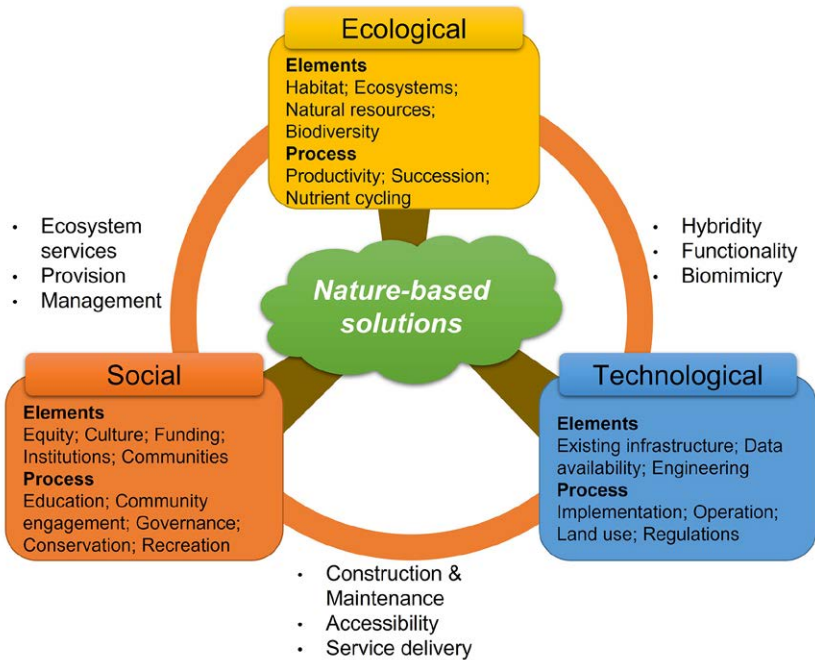 Ecological
Elements
Habitat; Ecosystems;
Natural resources;
Biodiversity
Process
Productivity; Succession;
Nutrient cycling
• Ecosystem
services
• Provision
• Management
• Hybridity
• Functionality
• Biomimicry
Nature-based
solutions
Social
Elements
Equity; Culture; Funding;
Institutions; Communities
Process
Education; Community
engagement; Governance;
Conservation; Recreation
Technological
Elements
Existing infrastructure; Data
availability; Engineering
Process
Implementation; Operation;
Land use; Regulations
• Construction &
Maintenance
• Accessibility
• Service delivery